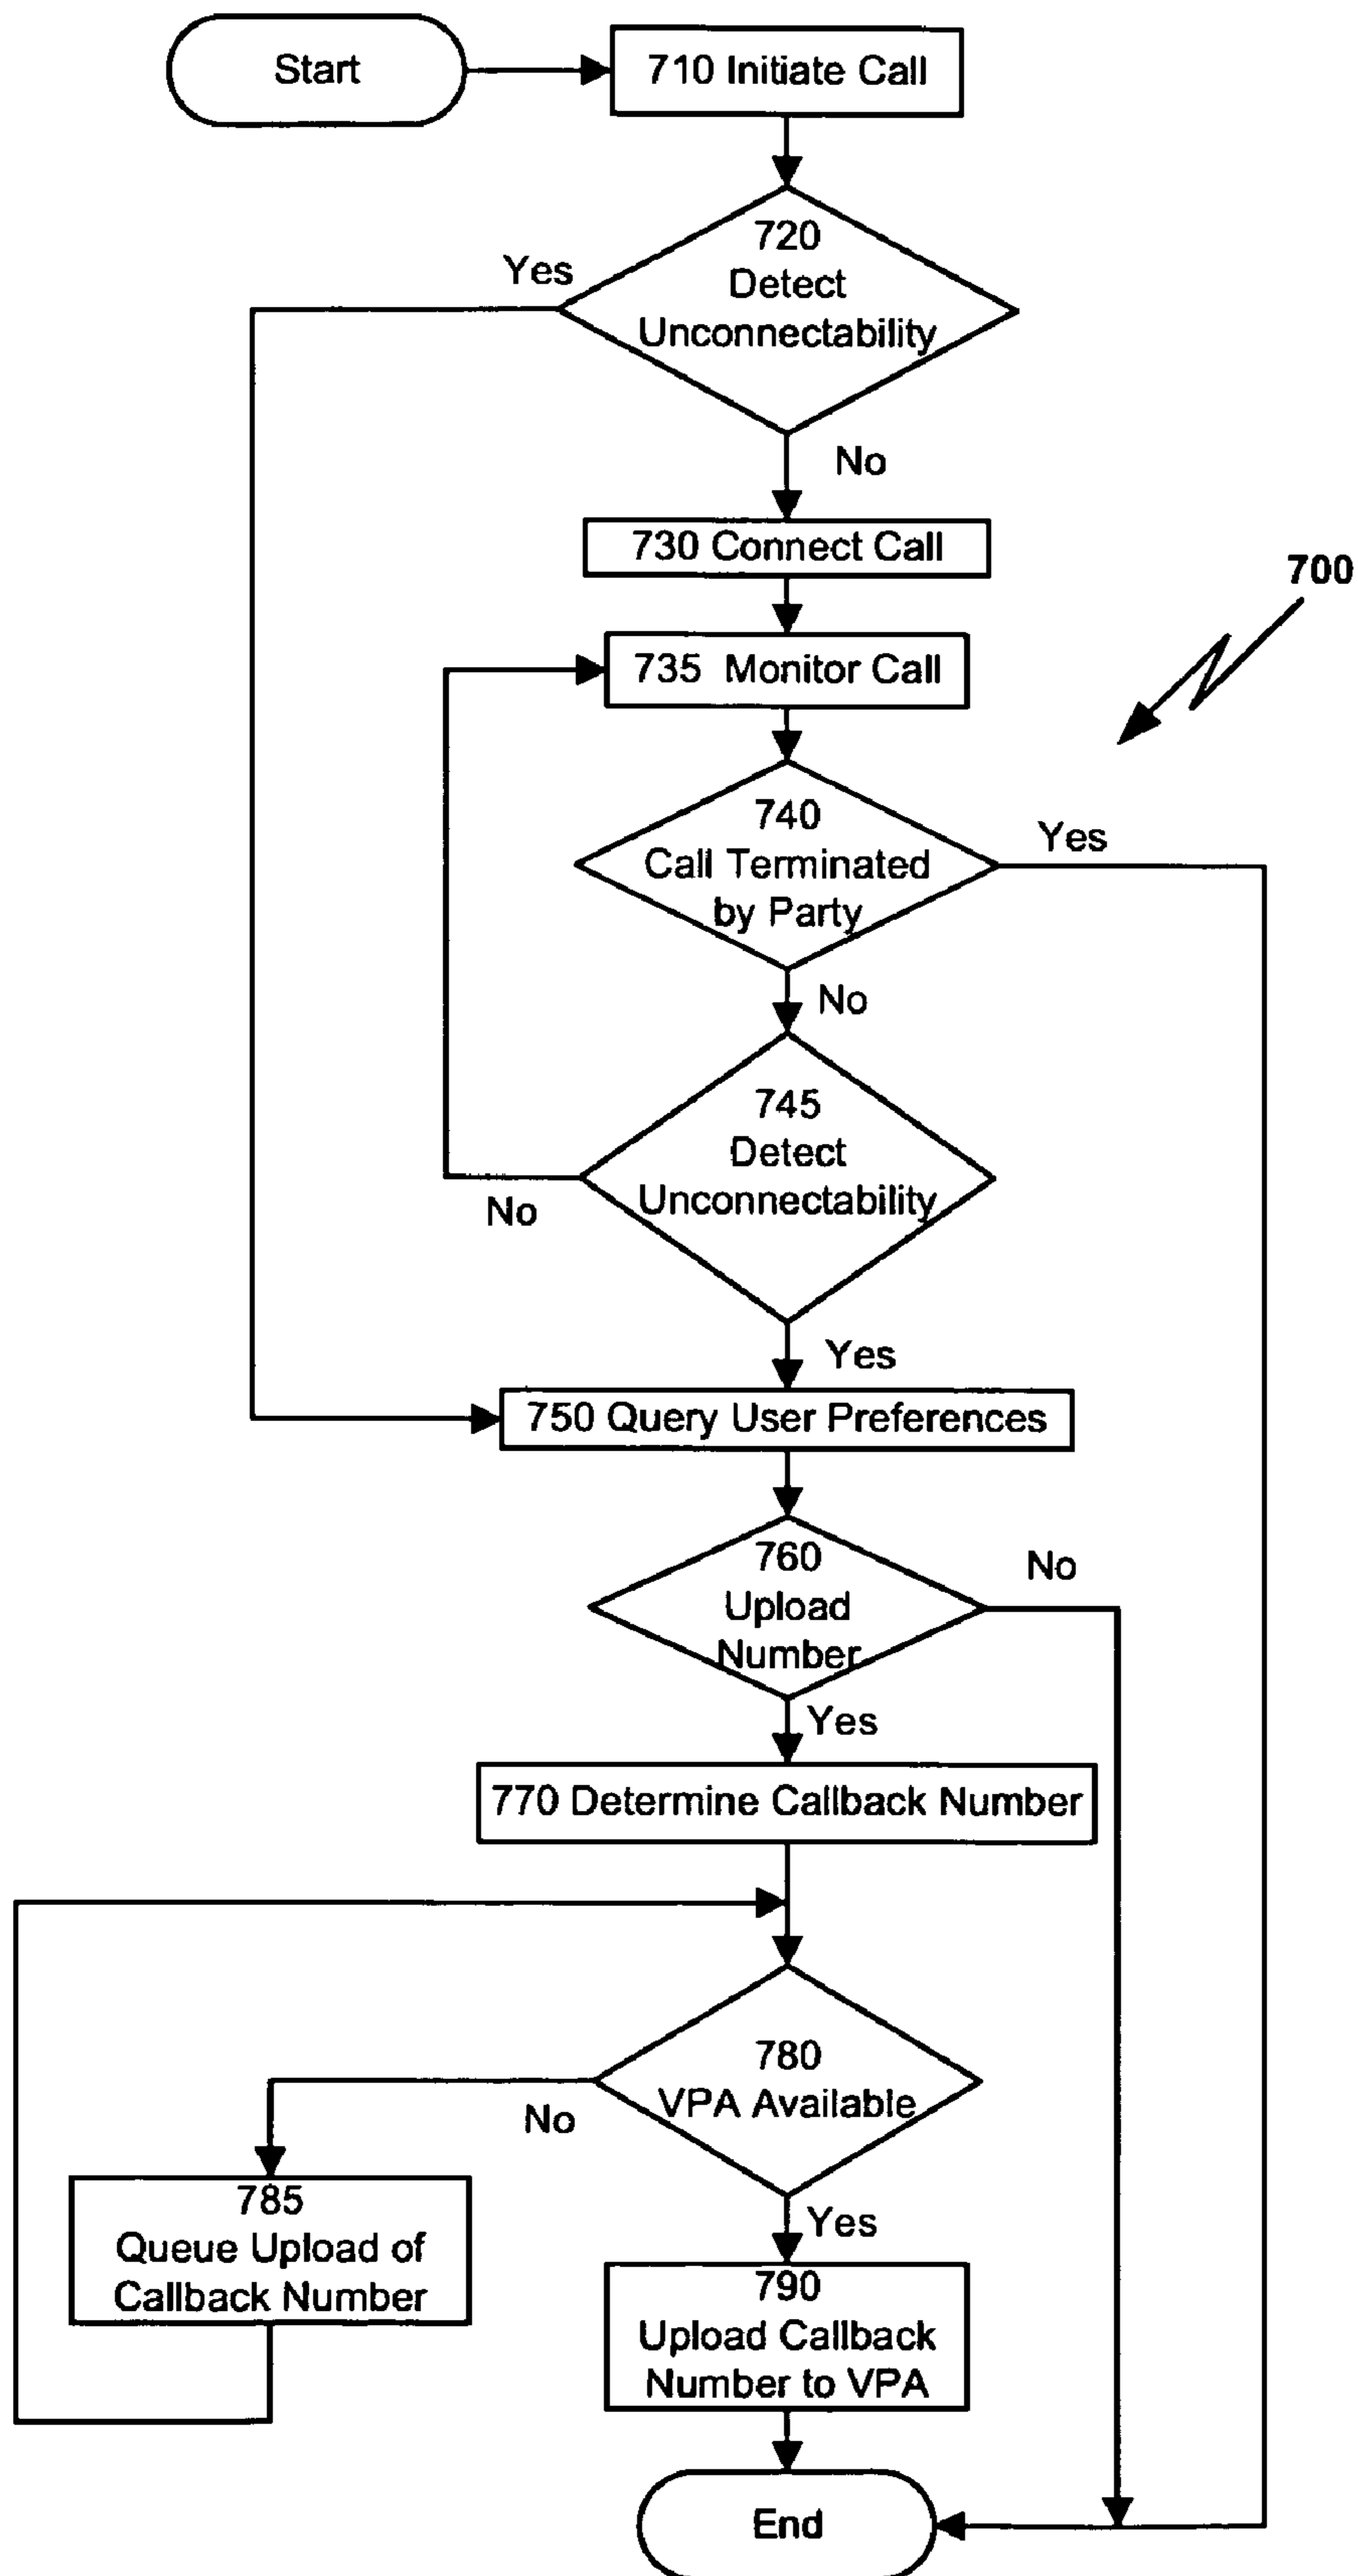 Start
710 Initiate Call
720
Detect
Unconnectability
Yes
No
730 Connect Call
700
735 Monitor Call
740
Call Terminated
by Party
Yes
No
745
Detect
Unconnectability
No
Yes
750 Query User Preferences
760
Upload
Number
No
Yes
770 Determine Callback Number
780
VPA Available
No
Yes
785
Queue Upload of
Callback Number
790
Upload Callback
Number to VPA
End